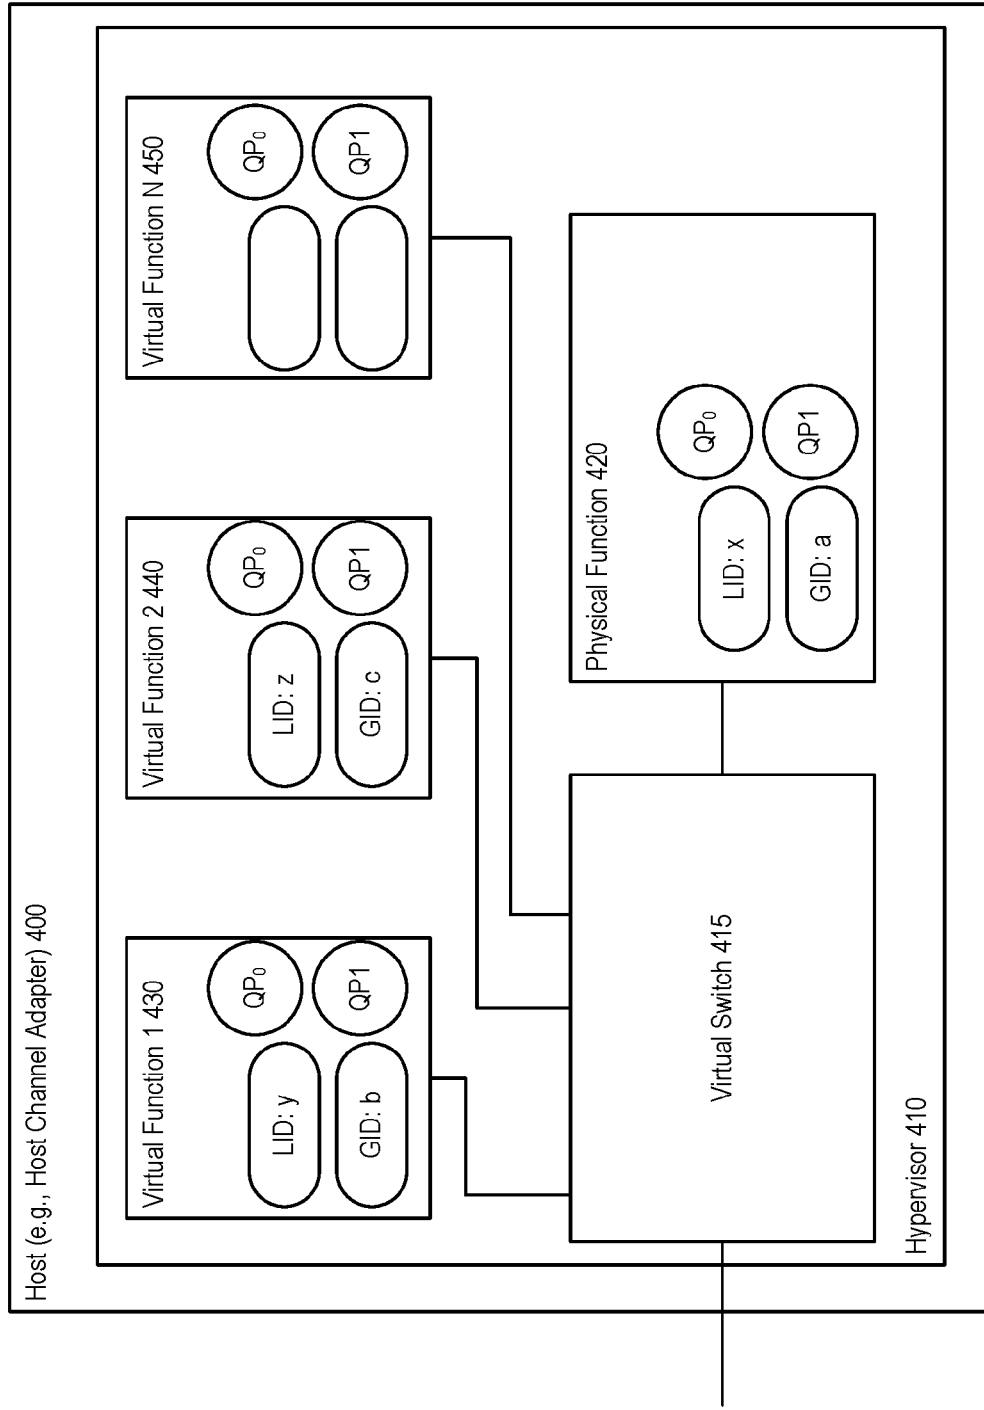 Host (e.g., Host Channel Adapter) 400
Virtual Function 1 430
LID: y
QP₀
GID: b
QP1
Virtual Function 2 440
LID: z
QP₀
GID: c
QP1
Virtual Function N 450
QP₀
QP1
Virtual Switch 415
Physical Function 420
LID: x
QP₀
GID: a
QP1
Hypervisor 410